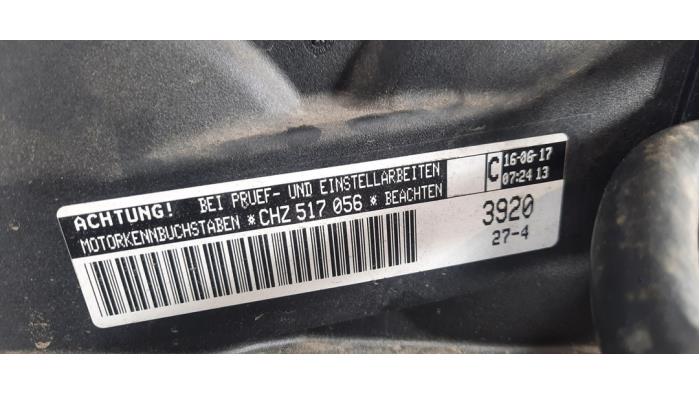 ACHTUNG! BEI PRUEF- UND EINSTELLARBEITEN
MOTORKENNBUCHSTABEN *CHZ 517 056* BEACHTEN
C
16-06-17
07:24 13
3920
27-4